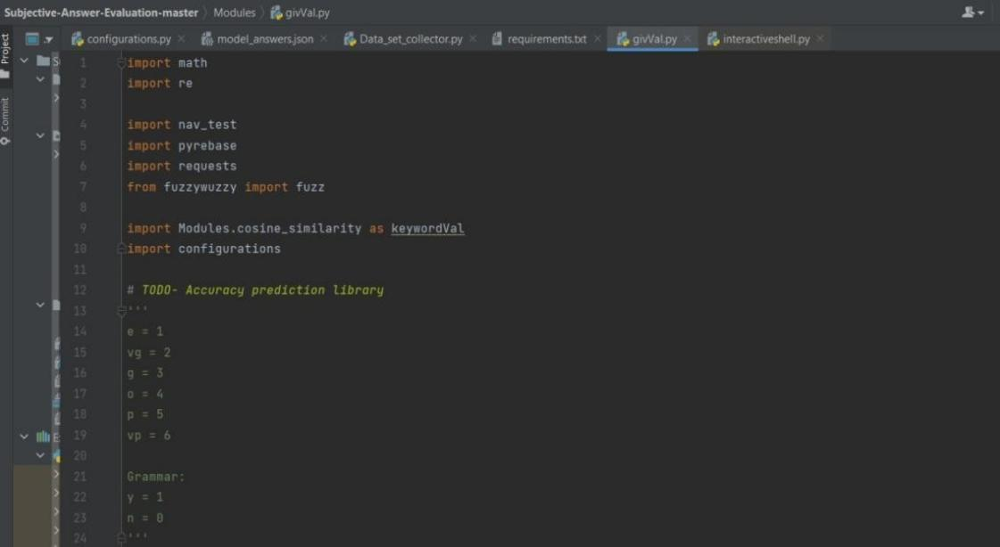 Subjective-Answer-Evaluation-master
Modules
givVal.py
Project
Commit
configurations.py
model_answers.json
Data_set_collector.py
requirements.txt
givVal.py
interactiveshell.py
1 import math
2 import re
3
4 import nav_test
5 import pyrebase
6 import requests
7 from fuzzywuzzy import fuzz
8
9 import Modules.cosine_similarity as keywordVal
10 import configurations
11
12 # TODO- Accuracy prediction library
13 '''
14 e = 1
15 vg = 2
16 g = 3
17 o = 4
18 p = 5
19 vp = 6
20
21 Grammar:
22 y = 1
23 n = 0
24 '''